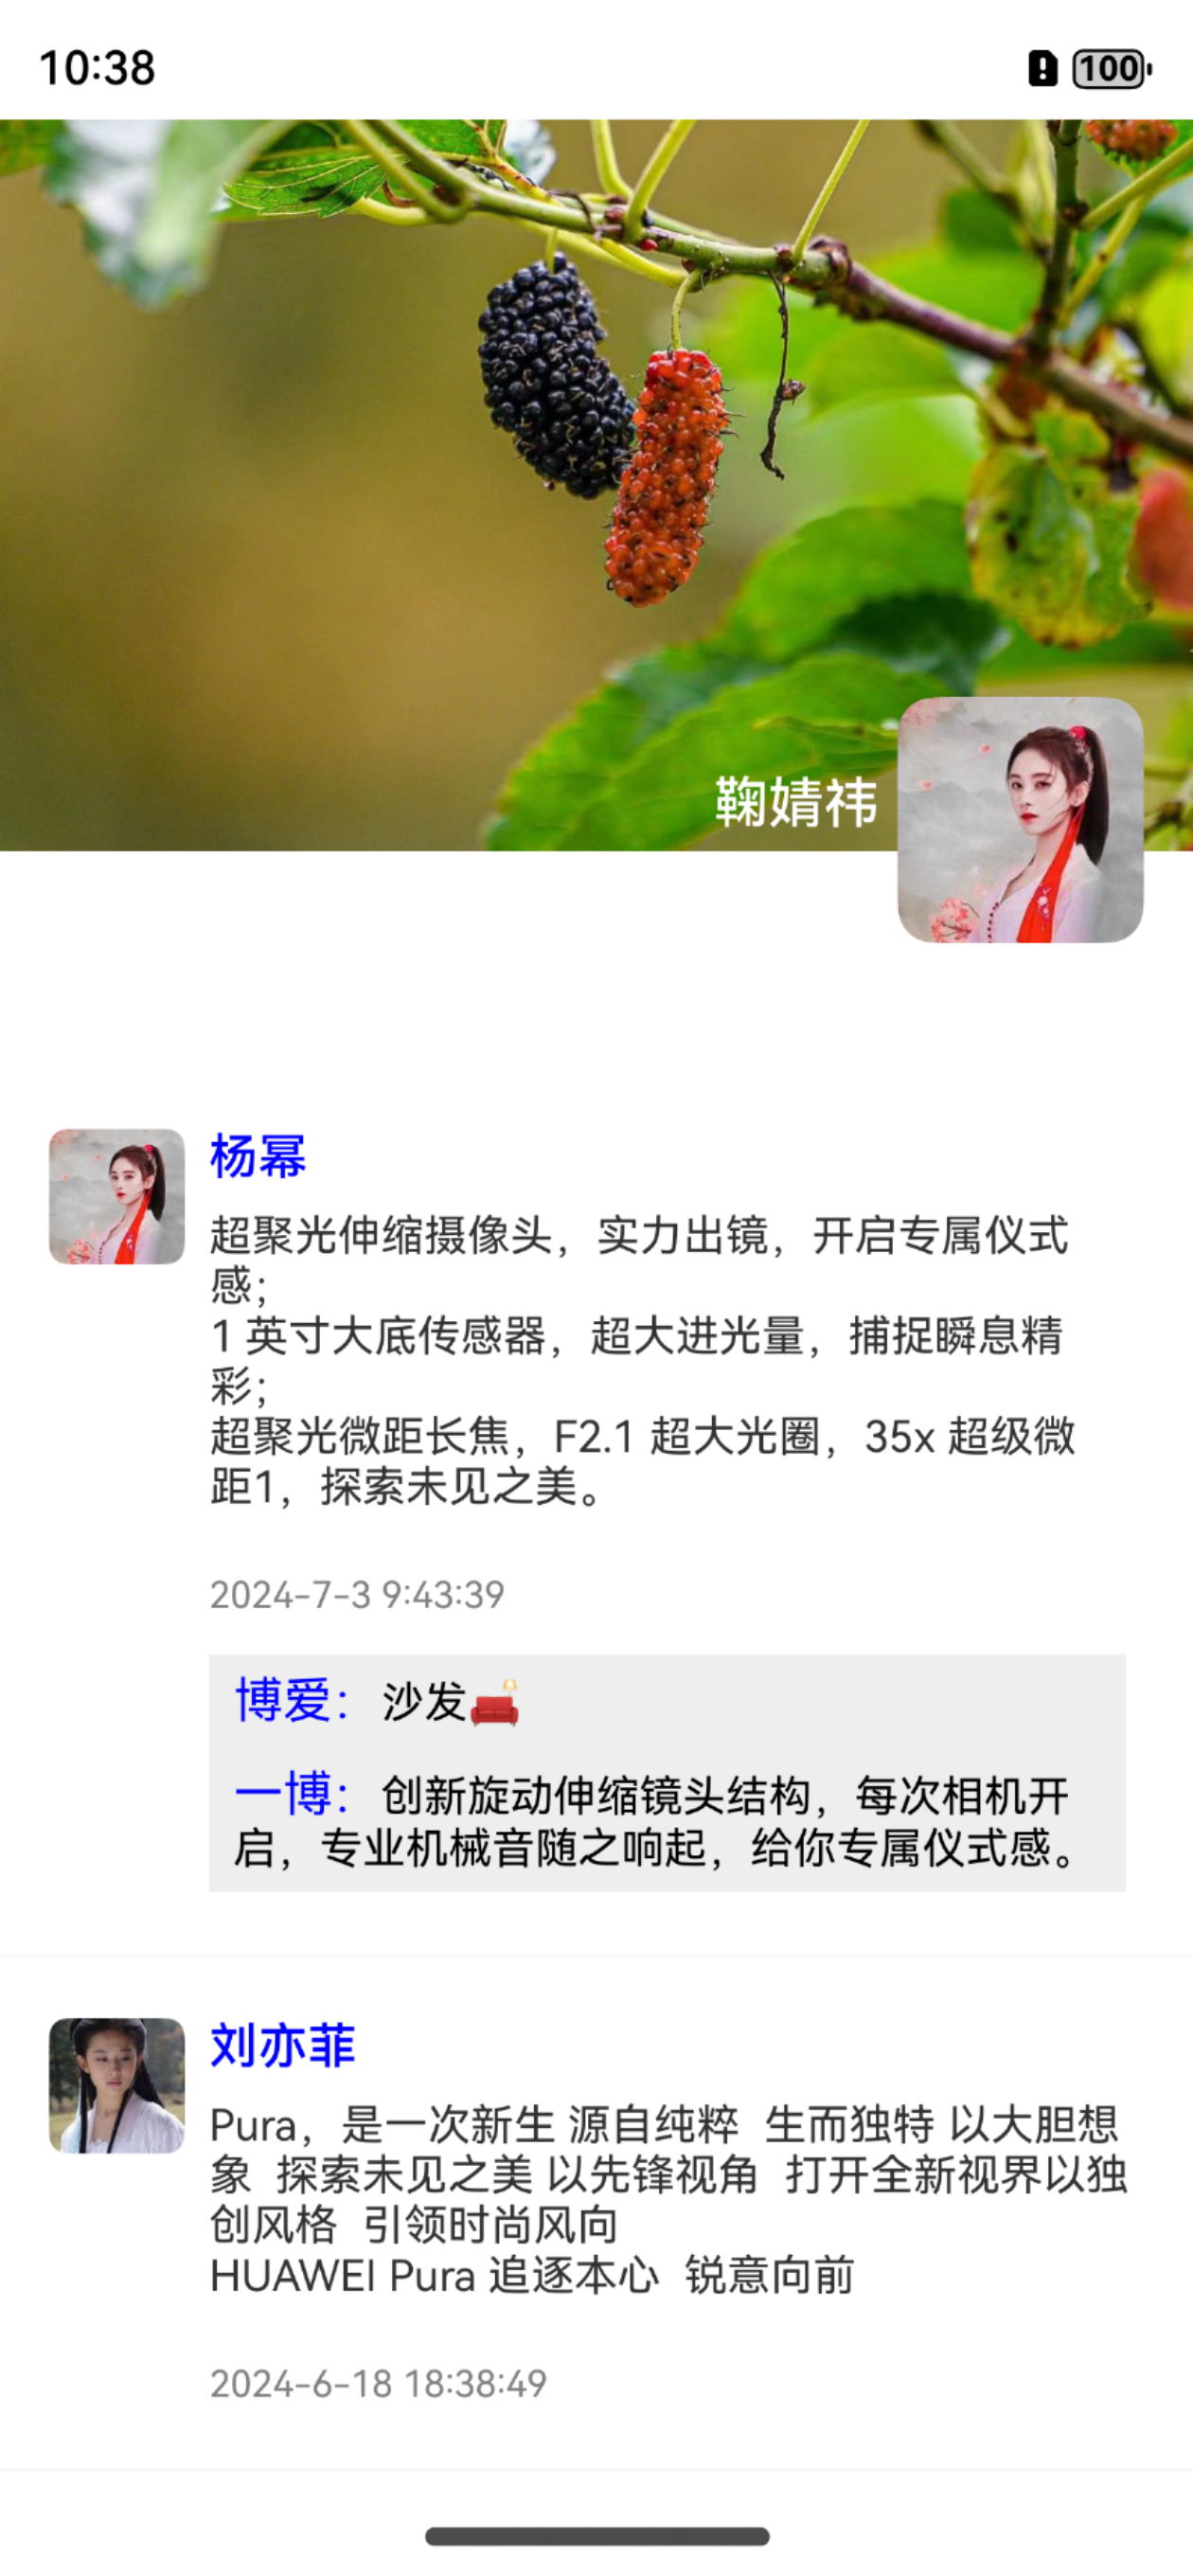 10:38
100
鞠婧祎
杨幂
超聚光伸缩摄像头，实力出镜，开启专属仪式
感；
1 英寸大底传感器，超大进光量，捕捉瞬息精
彩；
超聚光微距长焦，F2.1 超大光圈，35x 超级微
距1，探索未见之美。
2024-7-3 9:43:39
博爱：沙发🛋️
一博：创新旋动伸缩镜头结构，每次相机开
启，专业机械音随之响起，给你专属仪式感。
刘亦菲
Pura，是一次新生 源自纯粹  生而独特 以大胆想
象  探索未见之美 以先锋视角  打开全新视界以独
创风格  引领时尚风向
HUAWEI Pura 追逐本心  锐意向前
2024-6-18 18:38:49